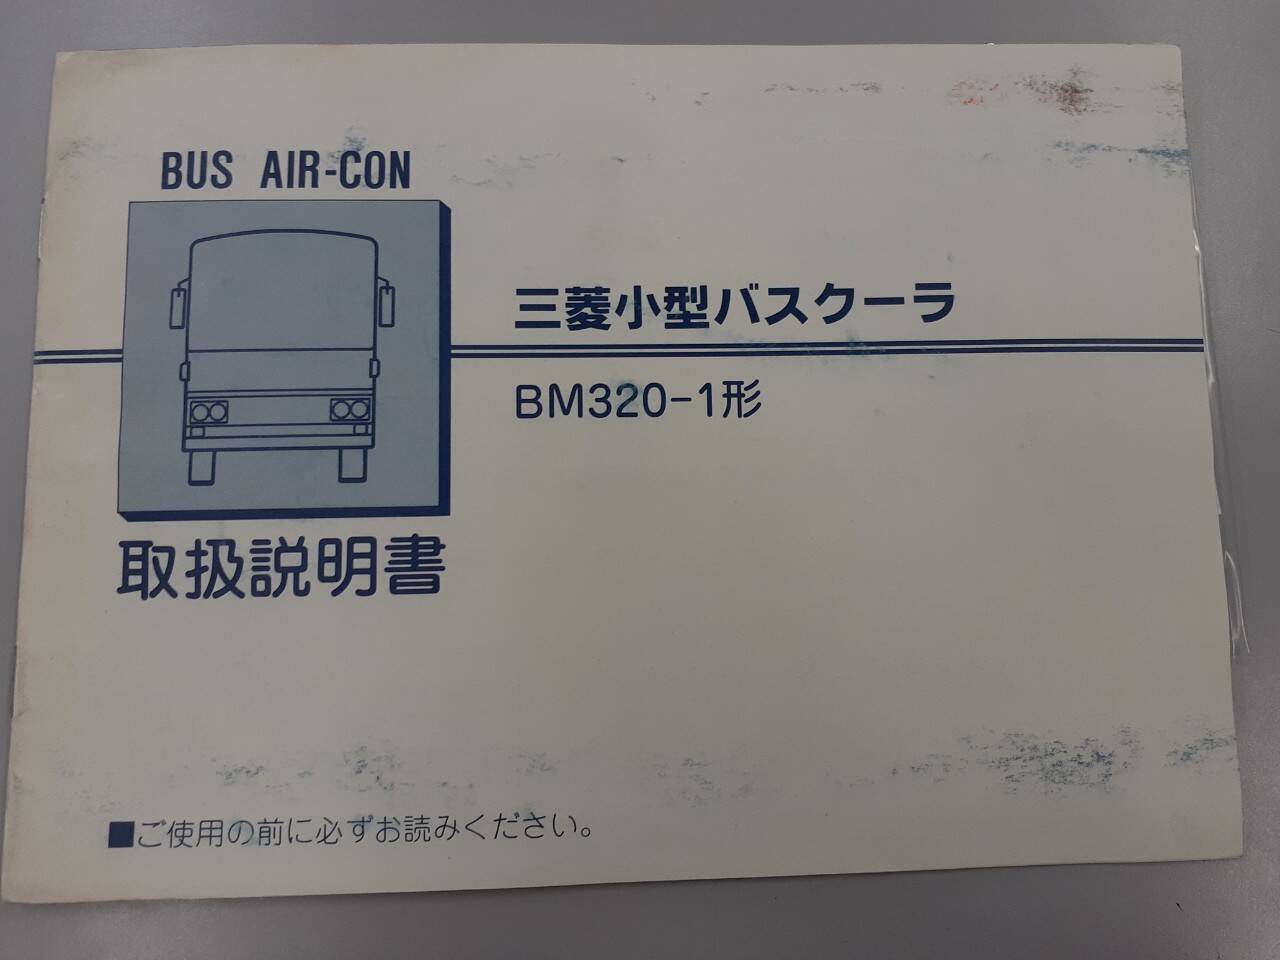 BUS AIR-CON
三菱小型バスクーラ
BM320-1形
取扱説明書
■ご使用の前に必ずお読みください。